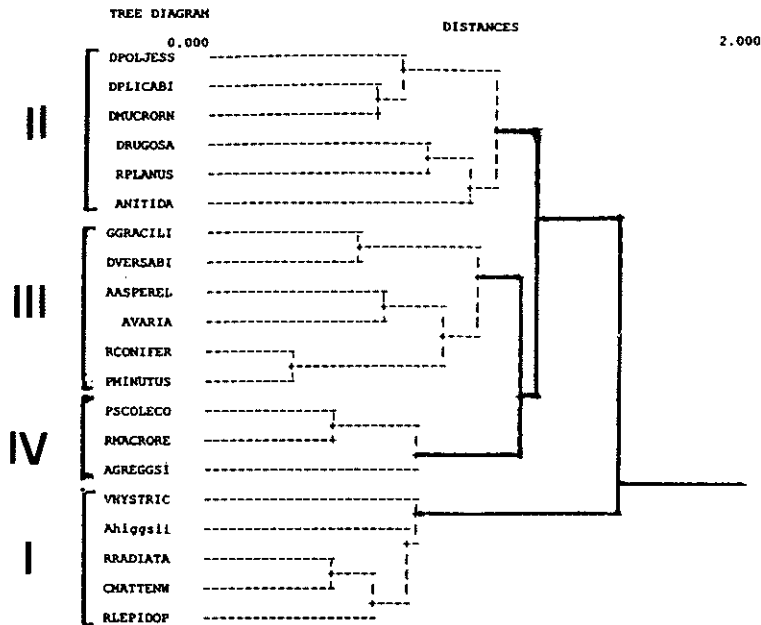 TREE DIAGRAM
DISTANCES
0.000 2.000
DPOLJESS
DPLICABI
II
DMUCRORN
DRUGOSA
RPLANUS
ANITIDA
GGRACILI
DVERSABI
III
AASPEREL
AVARIA
RCONIFER
PMINUTUS
PSCOLECO
IV
RMACRORE
AGREGGSI
VHYSTRIC
Ahiggsii
I
RRADIATA
CHATTENW
RLEPIDOP